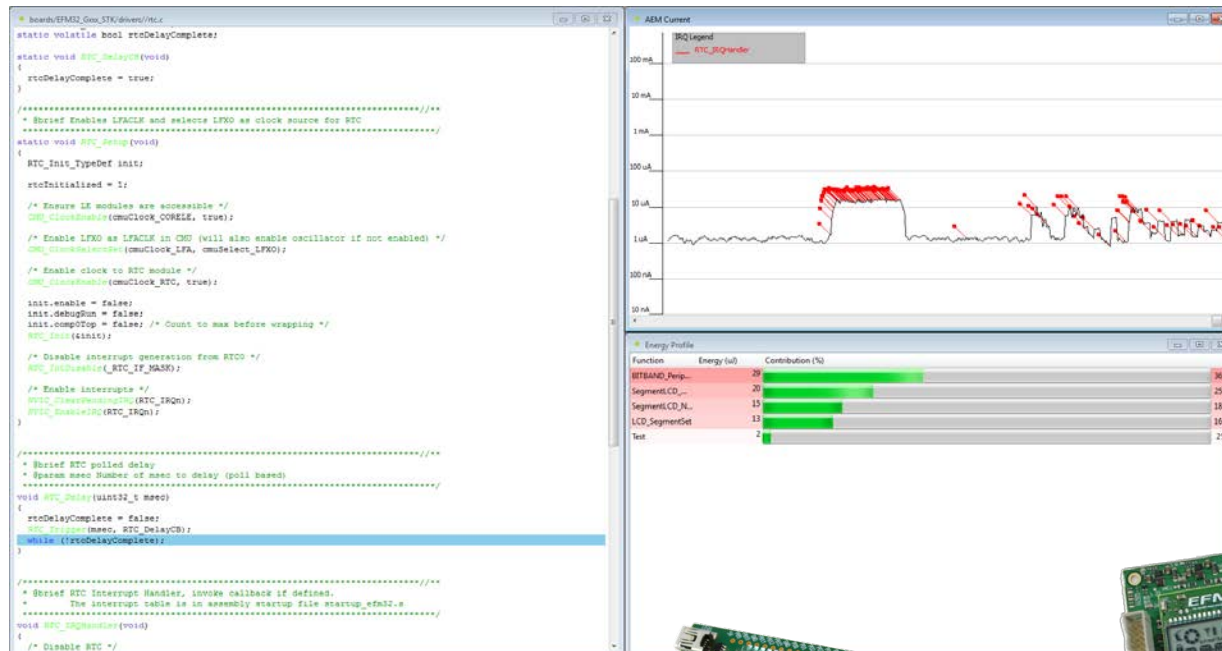 boards/EFM32_Gxxx_STK/drivers//rtc.c
static volatile bool rtcDelayComplete;
static void RTC_DelayCB(void)
{
rtcDelayComplete = true;
}
/**************************************************************************//**
* @brief Enables LFACLK and selects LFXO as clock source for RTC
*****************************************************************************/
static void RTC_Setup(void)
{
RTC_Init_TypeDef init;
rtcInitialized = 1;
/* Ensure LE modules are accessible */
CMU_ClockEnable(cmuClock_CORELE, true);
/* Enable LFXO as LFACLK in CMU (will also enable oscillator if not enabled) */
CMU_ClockSelectSet(cmuClock_LFA, cmuSelect_LFXO);
/* Enable clock to RTC module */
CMU_ClockEnable(cmuClock_RTC, true);
init.enable = false;
init.debugRun = false;
init.comp0Top = false; /* Count to max before wrapping */
RTC_Init(&init);
/* Disable interrupt generation from RTC0 */
RTC_IntDisable(_RTC_IF_MASK);
/* Enable interrupts */
NVIC_ClearPendingIRQ(RTC_IRQn);
NVIC_EnableIRQ(RTC_IRQn);
}
/**************************************************************************//**
* @brief RTC polled delay
* @param msec Number of msec to delay (poll based)
*****************************************************************************/
void RTC_Delay(uint32_t msec)
{
rtcDelayComplete = false;
RTC_Trigger(msec, RTC_DelayCB);
while (!rtcDelayComplete);
}
/**************************************************************************//**
* @brief RTC Interrupt Handler, invoke callback if defined.
* The interrupt table is in assembly startup file startup_efm32.s
*****************************************************************************/
void RTC_IRQHandler(void)
{
/* Disable RTC */
AEM Current
IRQ Legend
RTC_IRQHandler
100 mA
10 mA
1 mA
100 uA
10 uA
1 uA
100 nA
10 nA
Energy Profile
Function Energy (uJ) Contribution (%)
BITBAND_Perip... 29 36
SegmentLCD_... 20 25
SegmentLCD_N... 15 18
LCD_SegmentSet 13 16
Test 2
EFM